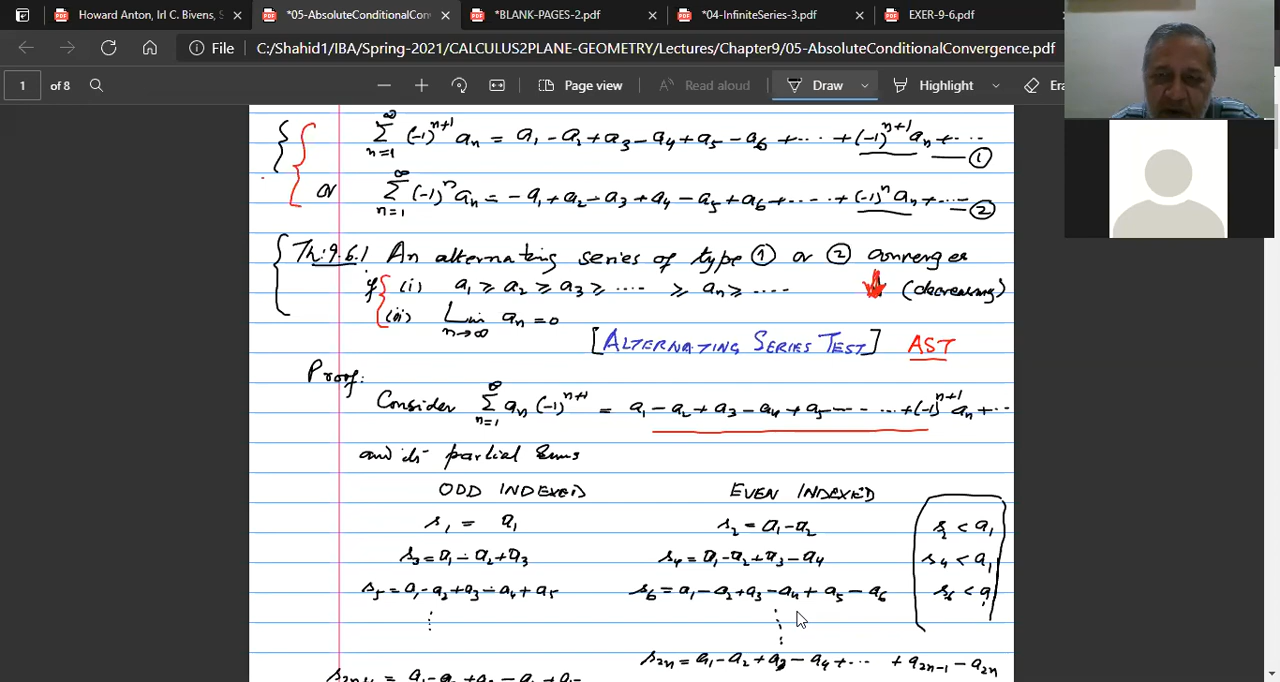 Howard Anton, Irl C. Bivens, S
*05-AbsoluteConditionalCon
*BLANK-PAGES-2.pdf
*04-InfiniteSeries-3.pdf
EXER-9-6.pdf
File C:/Shahid1/IBA/Spring-2021/CALCULUS2PLANE-GEOMETRY/Lectures/Chapter9/05-AbsoluteConditionalConvergence.pdf
1 of 8 Page view Read aloud Draw Highlight Era
∑_{n=1}^{∞} (-1)^{n+1} a_n = a_1 - a_2 + a_3 - a_4 + a_5 - a_6 + ---- + (-1)^{n+1} a_n + --- — ①
or ∑_{n=1}^{∞} (-1)^n a_n = - a_1 + a_2 - a_3 + a_4 - a_5 + a_6 + ---- + (-1)^n a_n + --- — ②
Th: 9.6.1 An alternating series of type ① or ② converges
if (i) a_1 ≥ a_2 ≥ a_3 ≥ ---- ≥ a_n ≥ ---- (decreasing)
(ii) Lim_{n→∞} a_n = 0
[ALTERNATING SERIES TEST] AST
Proof:
Consider ∑_{n=1}^{∞} a_n (-1)^{n+1} = a_1 - a_2 + a_3 - a_4 + a_5 --- --- + (-1)^{n+1} a_n + ---
and its partial sums
ODD INDEXED EVEN INDEXED
s_1 = a_1 s_2 = a_1 - a_2 s_2 < a_1
s_3 = a_1 - a_2 + a_3 s_4 = a_1 - a_2 + a_3 - a_4 s_4 < a_1
s_5 = a_1 - a_2 + a_3 - a_4 + a_5 s_6 = a_1 - a_2 + a_3 - a_4 + a_5 - a_6 s_6 < a_1
s_{2n} = a_1 - a_2 + a_3 - a_4 + --- + a_{2n-1} - a_{2n}